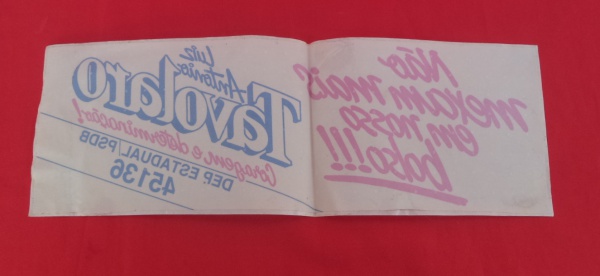 Não
mexam mais
em nosso
bolso!!!
Luiz
Antonio
Tavolaro
Coragem e determinação!
DEP. ESTADUAL, PSDB
45136